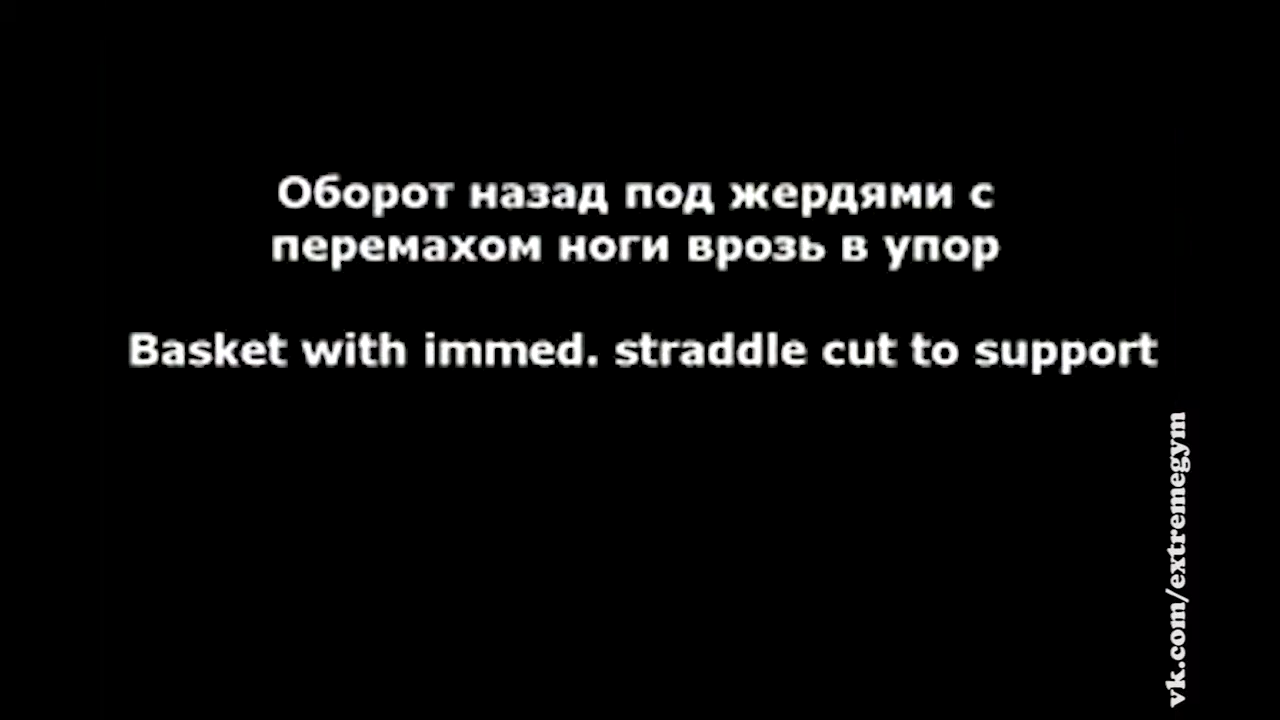 Оборот назад под жердями с
перемахом ноги врозь в упор
Basket with immed. straddle cut to support
vk.com/extremegym